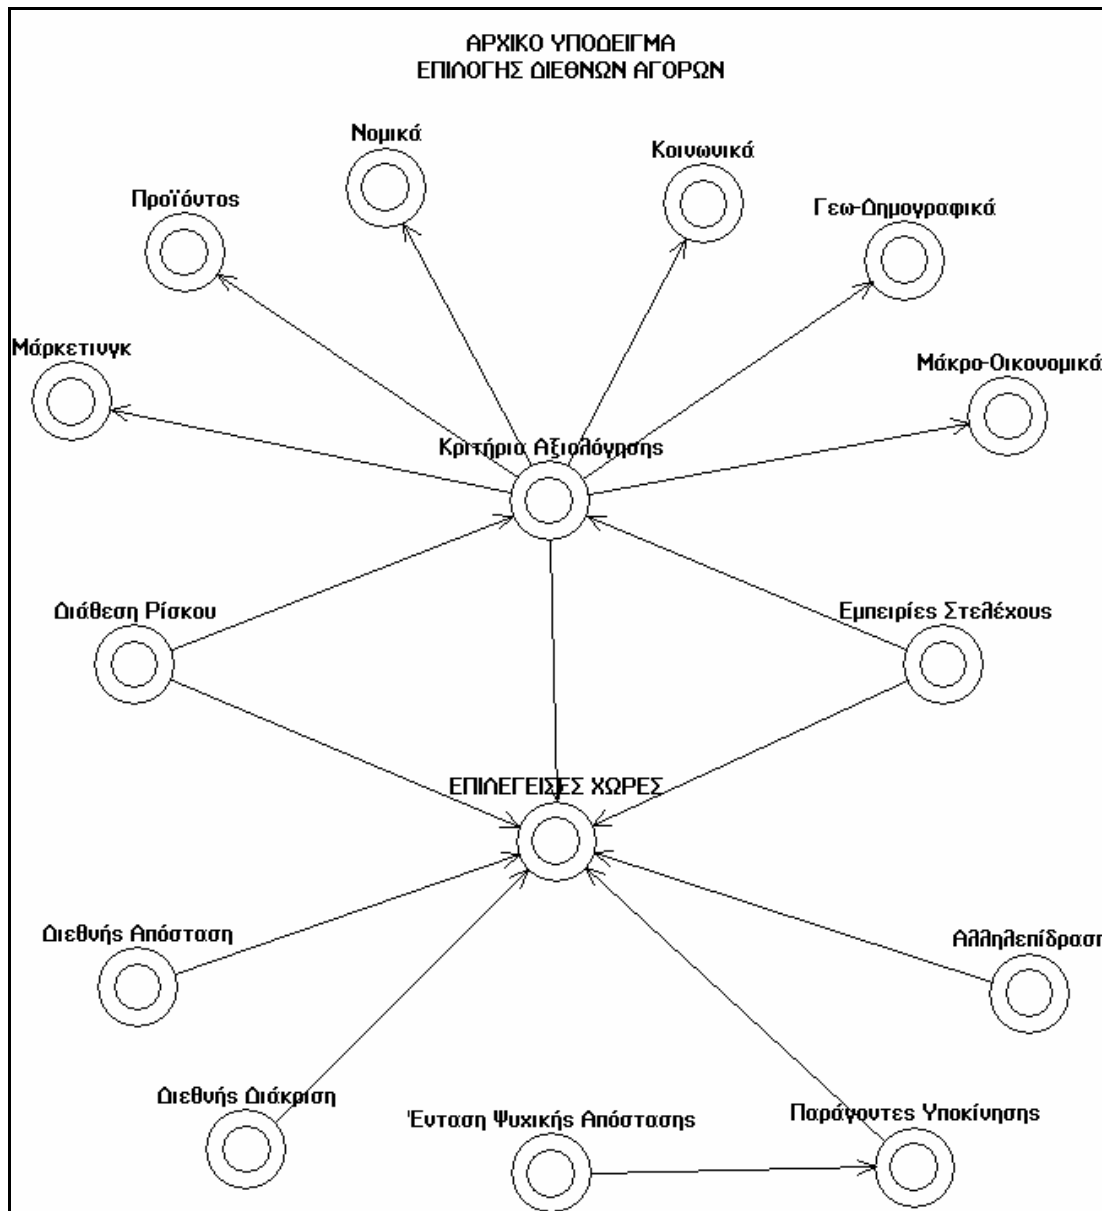 ΑΡΧΙΚΟ ΥΠΟΔΕΙΓΜΑ
ΕΠΙΛΟΓΗΣ ΔΙΕΘΝΩΝ ΑΓΟΡΩΝ
Νομικά
Κοινωνικά
Προϊόντος
Γεω-Δημογραφικά
Μάρκετινγκ
Μάκρο-Οικονομικά
Κριτήρια Αξιολόγησης
Διάθεση Ρίσκου
Εμπειρίες Στελέχους
ΕΠΙΛΕΓΕΙΣΕΣ ΧΩΡΕΣ
Διεθνής Απόσταση
Αλληλεπίδραση
Διεθνής Διάκριση
Ένταση Ψυχικής Απόστασης
Παράγοντες Υποκίνησης